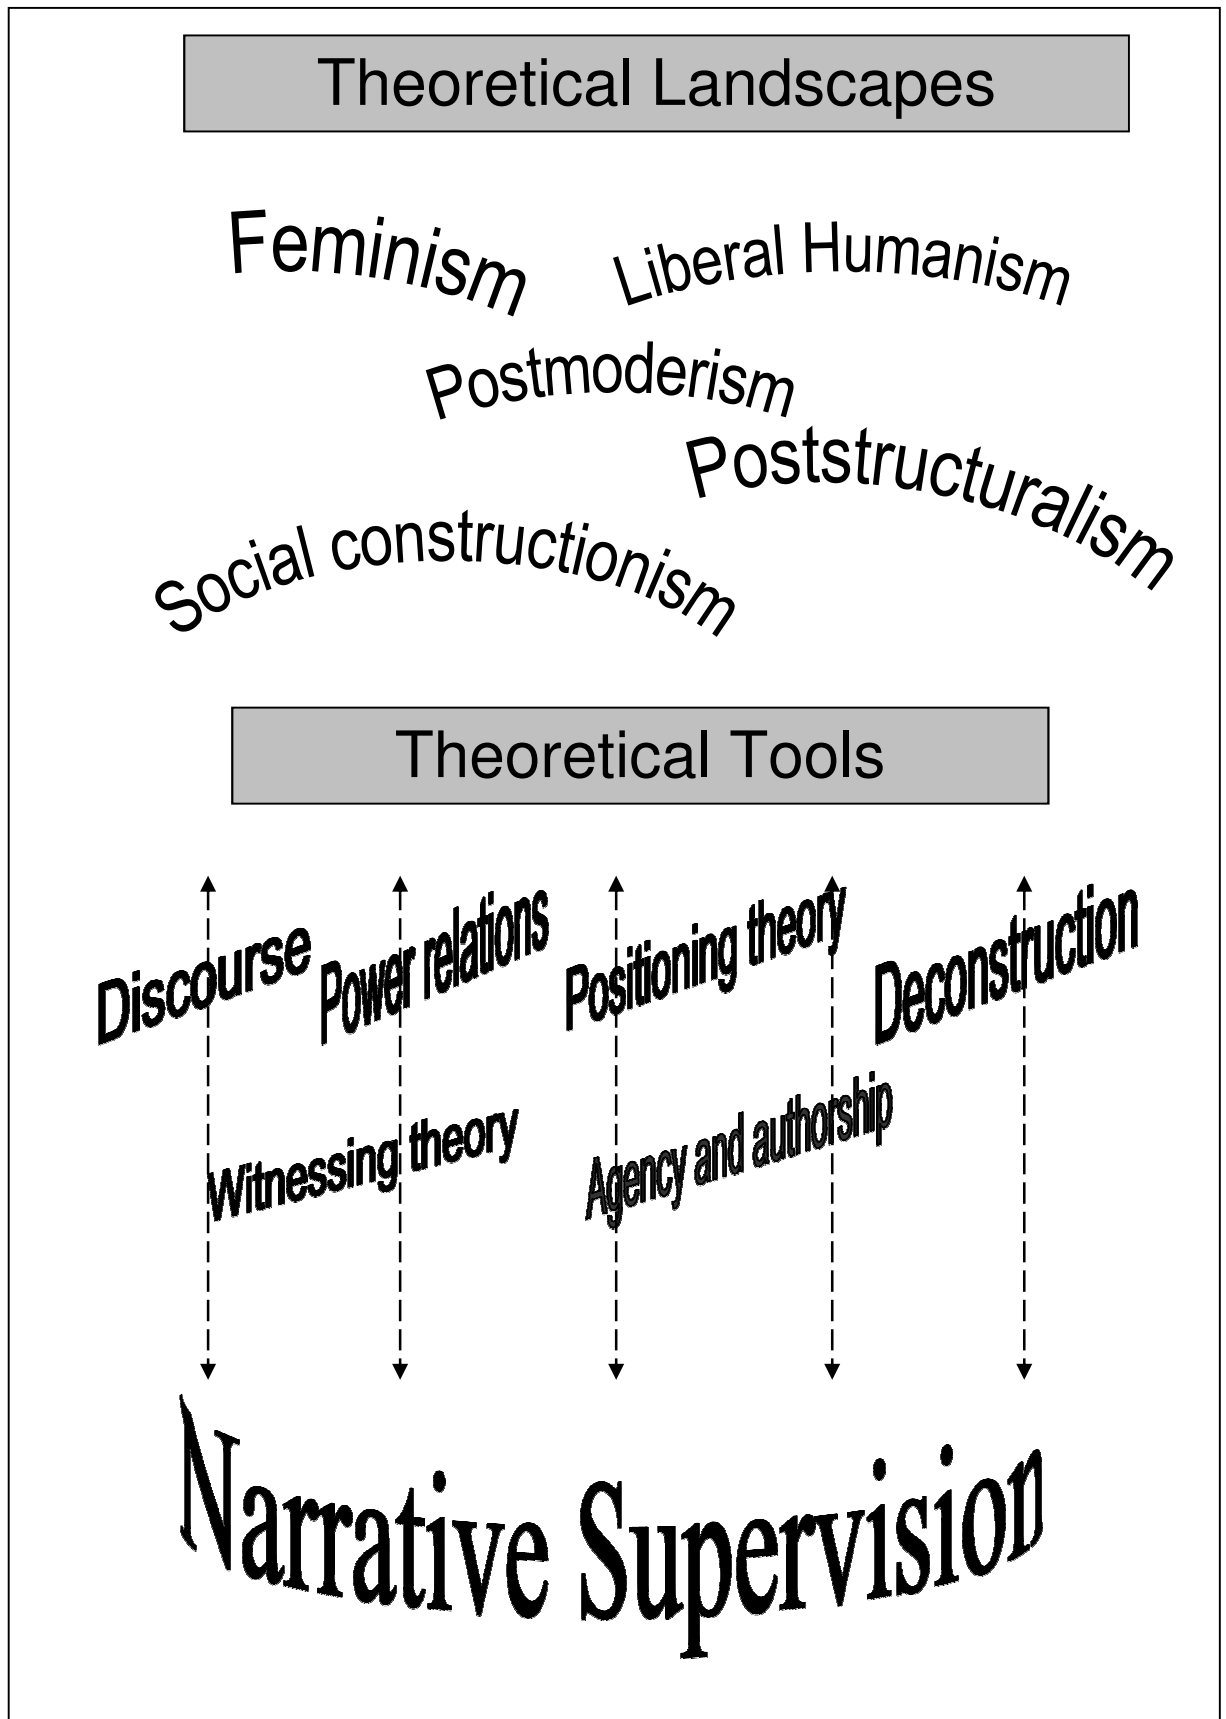 Theoretical Landscapes
Feminism
Liberal Humanism
Postmoderism
Poststructuralism
Social constructionism
Theoretical Tools
Discourse
Power relations
Positioning theory
Deconstruction
Witnessing theory
Agency and authorship
Narrative Supervision